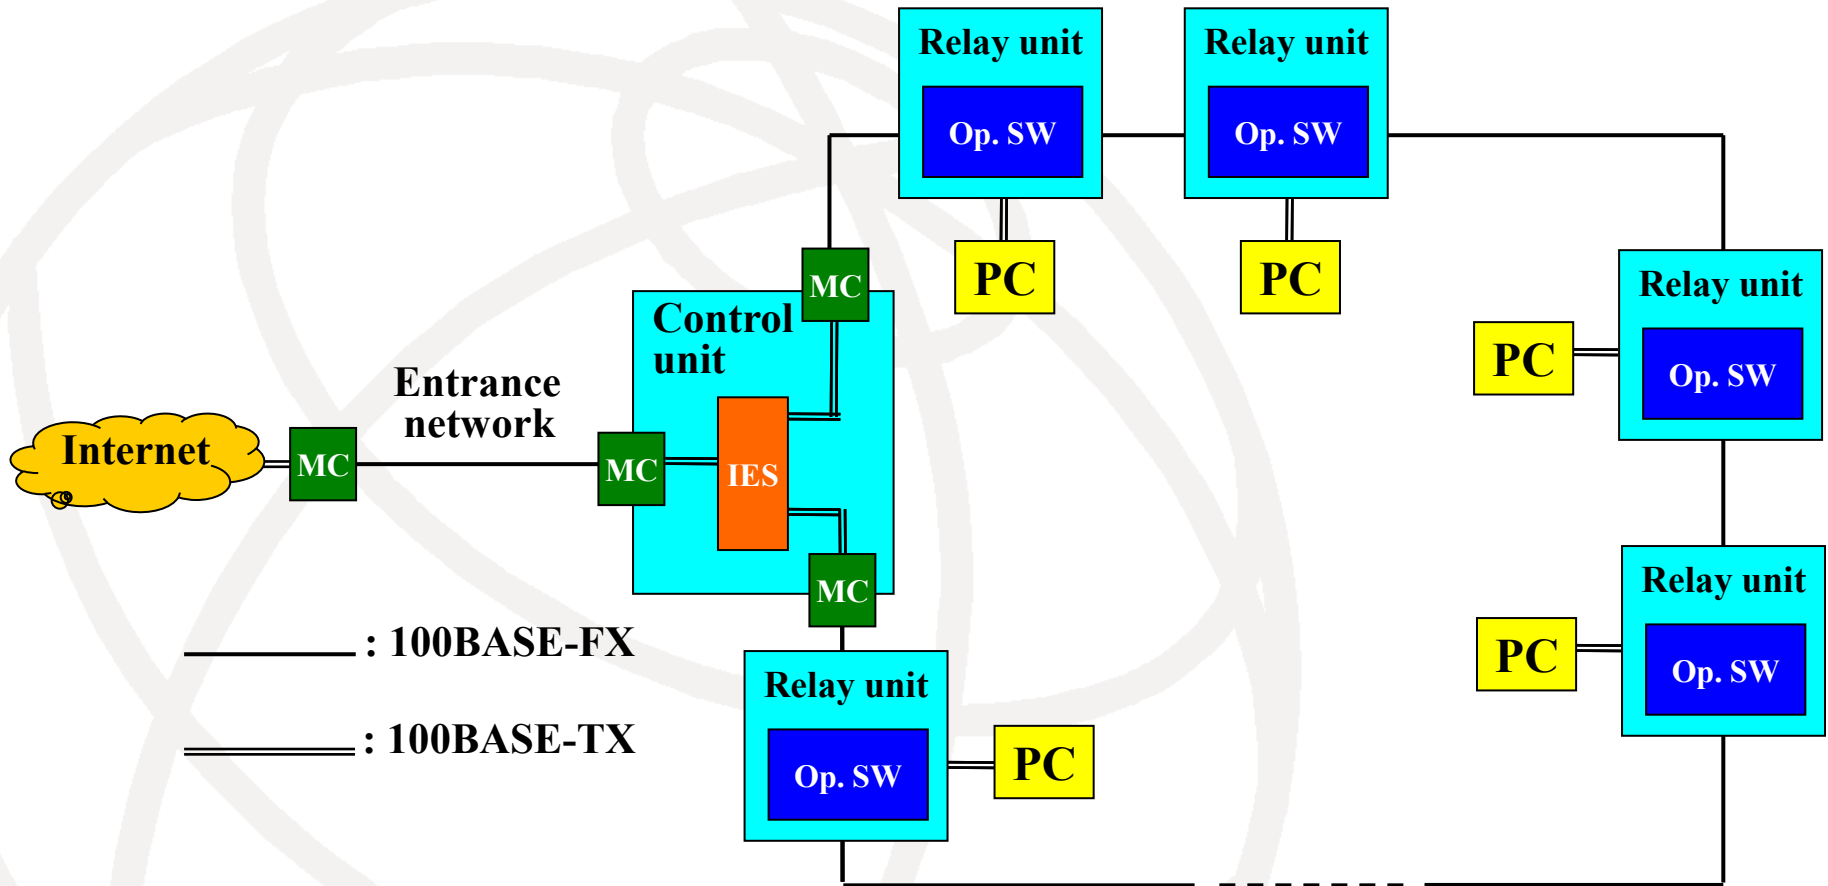 Relay unit
Op. SW
PC
Relay unit
Op. SW
PC
MC
Control
unit
IES
MC
MC
Entrance
network
Internet
MC
Relay unit
Op. SW
PC
Relay unit
Op. SW
PC
Relay unit
Op. SW
PC
: 100BASE-FX
: 100BASE-TX